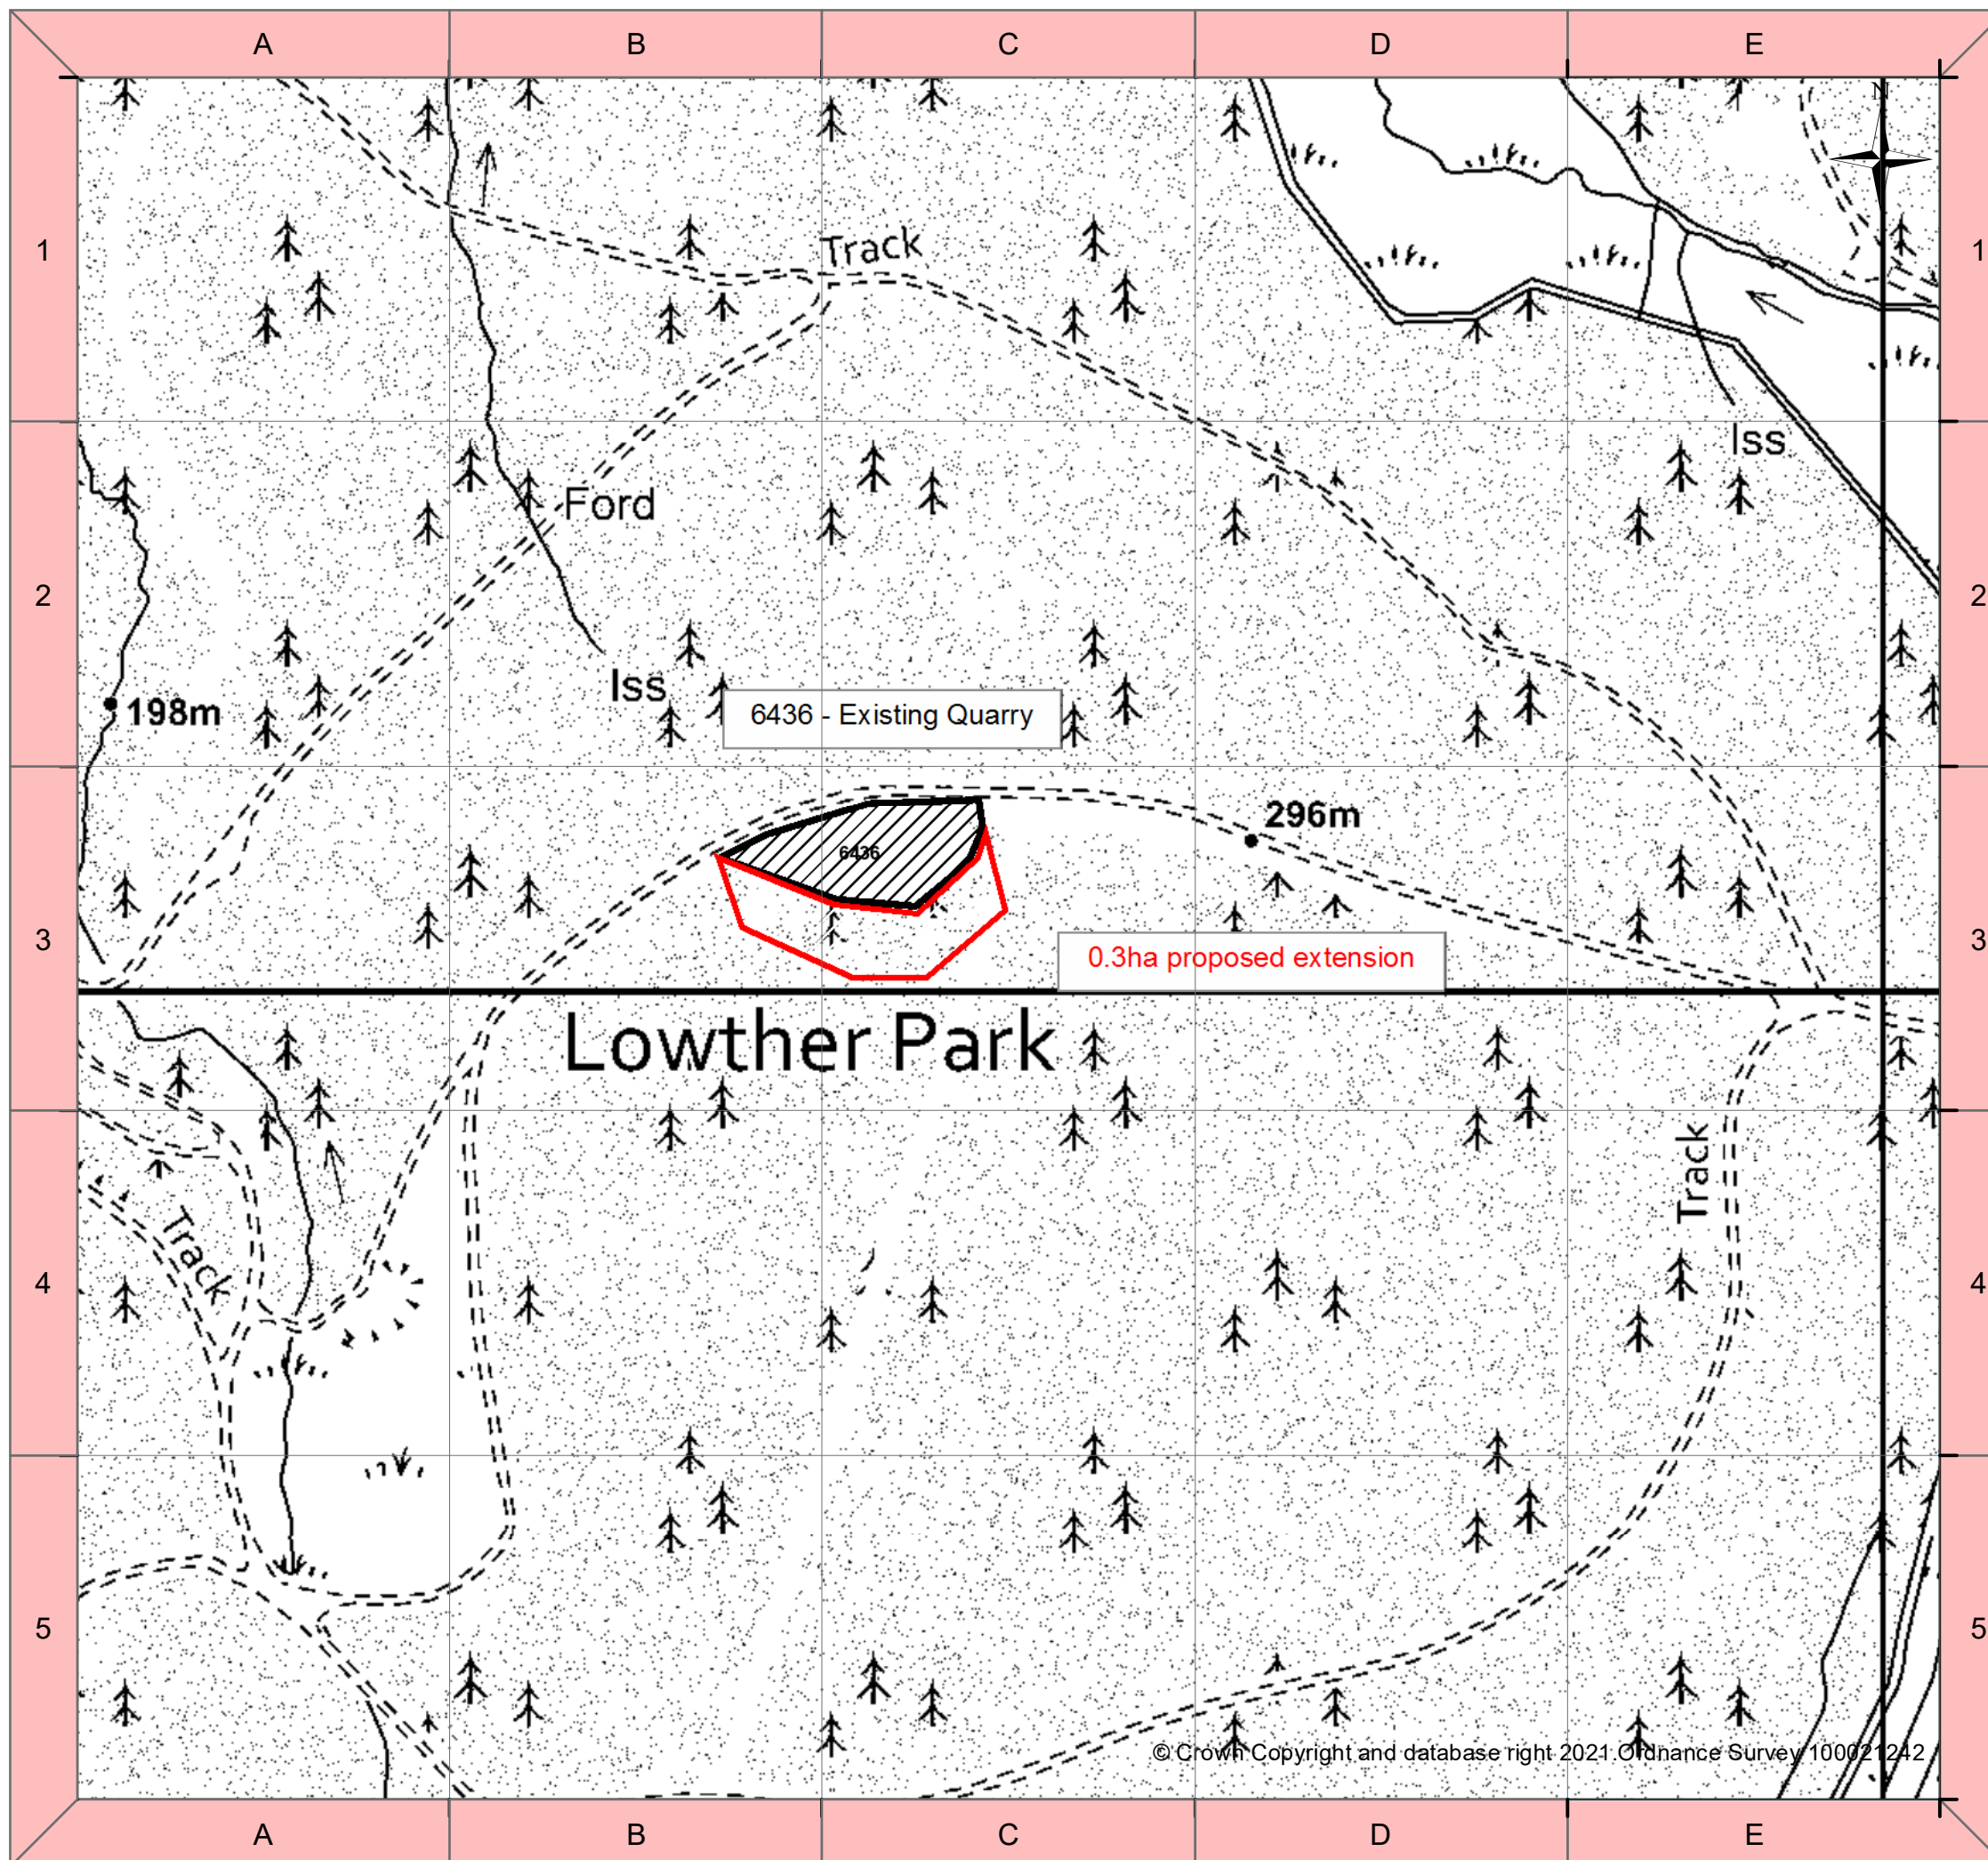 A B C D E
N
1 Track 1
Iss
Ford
2 2
Iss
198m
6436 - Existing Quarry
296m
6436
3 3
0.3ha proposed extension
Lowther Park
Track
Track
4 4
5 5
© Crown Copyright and database right 2021.Ordnance Survey 100021242
A B C D E